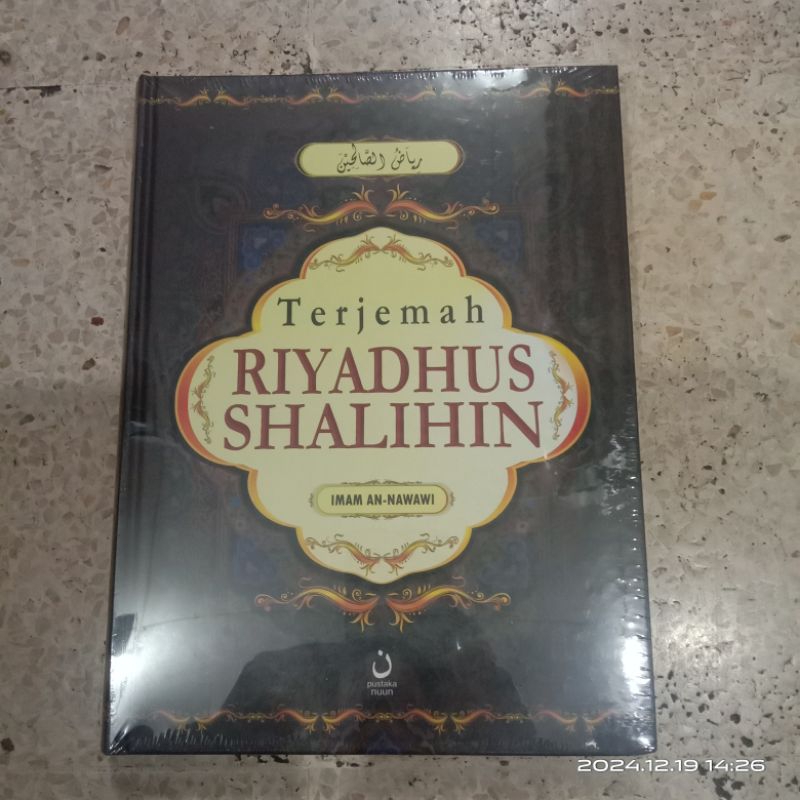 رياض الصالحين
Terjemah
RIYADHUS
SHALIHIN
IMAM AN-NAWAWI
ن
pustaka
nuun
2024.12.19 14:26